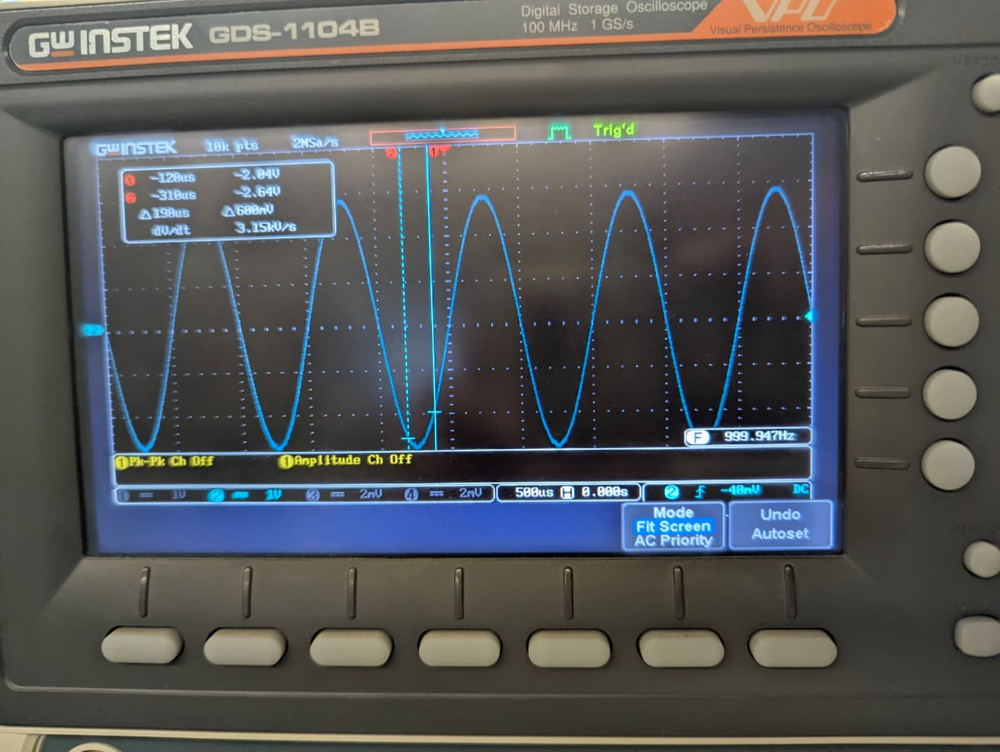 GW INSTEK GDS-1104B
Digital Storage Oscilloscope
100 MHz 1 GS/s
VPO
Visual Persistence Oscilloscope
GW INSTEK 10k pts 2MSa/s Trig'd
2 1
1 -120us -2.04V
2 -310us -2.64V
△190us △600mV
dV/dt 3.15kV/s
2
F 999.947Hz
1 Pk-Pk Ch Off 1 Amplitude Ch Off
1 1V 2 1V 3 2mV 4 2mV 500us H 0.000s 2 -40mV DC
Mode
Fit Screen
AC Priority
Undo
Autoset